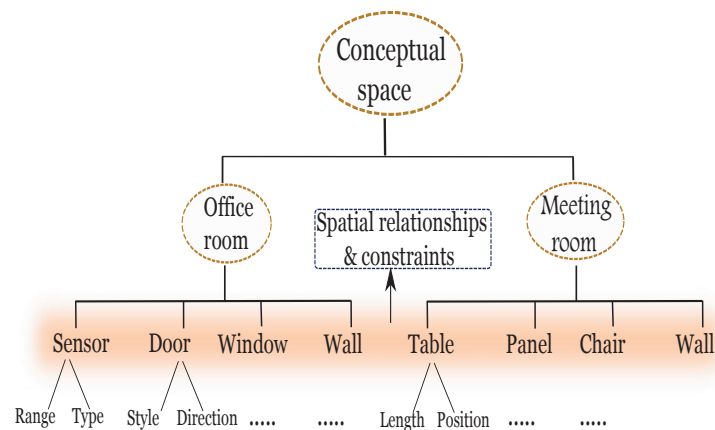 Conceptual
space
Office
room
Spatial relationships
& constraints
Meeting
room
Sensor Door Window Wall Table Panel Chair Wall
Range Type Style Direction ..... ..... Length Position ..... .....